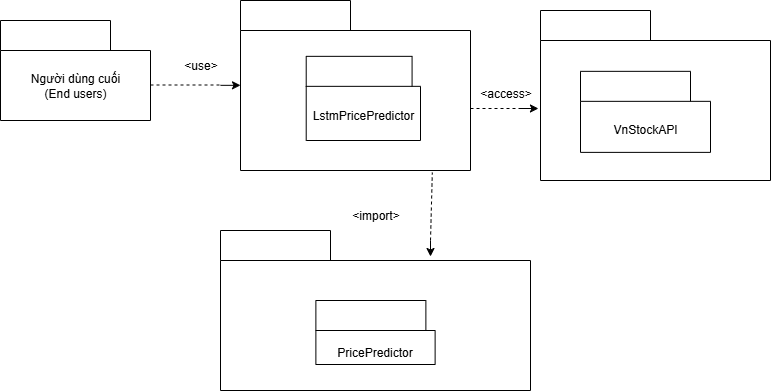 Người dùng cuối
(End users)
<use>
LstmPricePredictor
<access>
VnStockAPI
<import>
PricePredictor